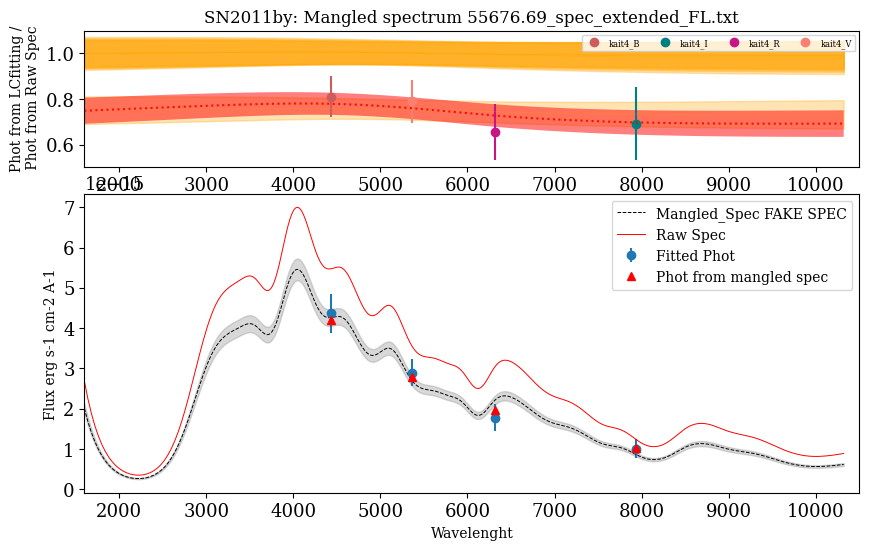 SN2011by: Mangled spectrum 55676.69_spec_extended_FL.txt
Phot from LCfitting /
Phot from Raw Spec
1.0
0.8
0.6
kait4_B kait4_I kait4_R kait4_V
2000 3000 4000 5000 6000 7000 8000 9000 10000
1e−15
Flux erg s-1 cm-2 A-1
7
6
5
4
3
2
1
0
Mangled_Spec FAKE SPEC
Raw Spec
Fitted Phot
Phot from mangled spec
2000 3000 4000 5000 6000 7000 8000 9000 10000
Wavelenght